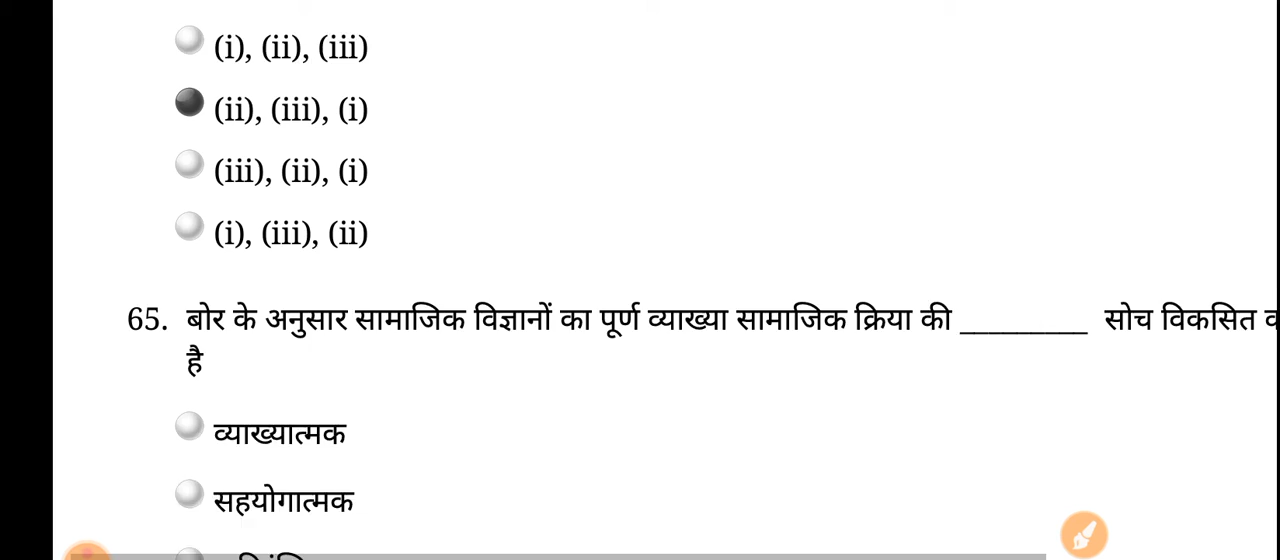 (i), (ii), (iii)
(ii), (iii), (i)
(iii), (ii), (i)
(i), (iii), (ii)
65. बोर के अनुसार सामाजिक विज्ञानों का पूर्ण व्याख्या सामाजिक क्रिया की _________ सोच विकसित
है
व्याख्यात्मक
सहयोगात्मक